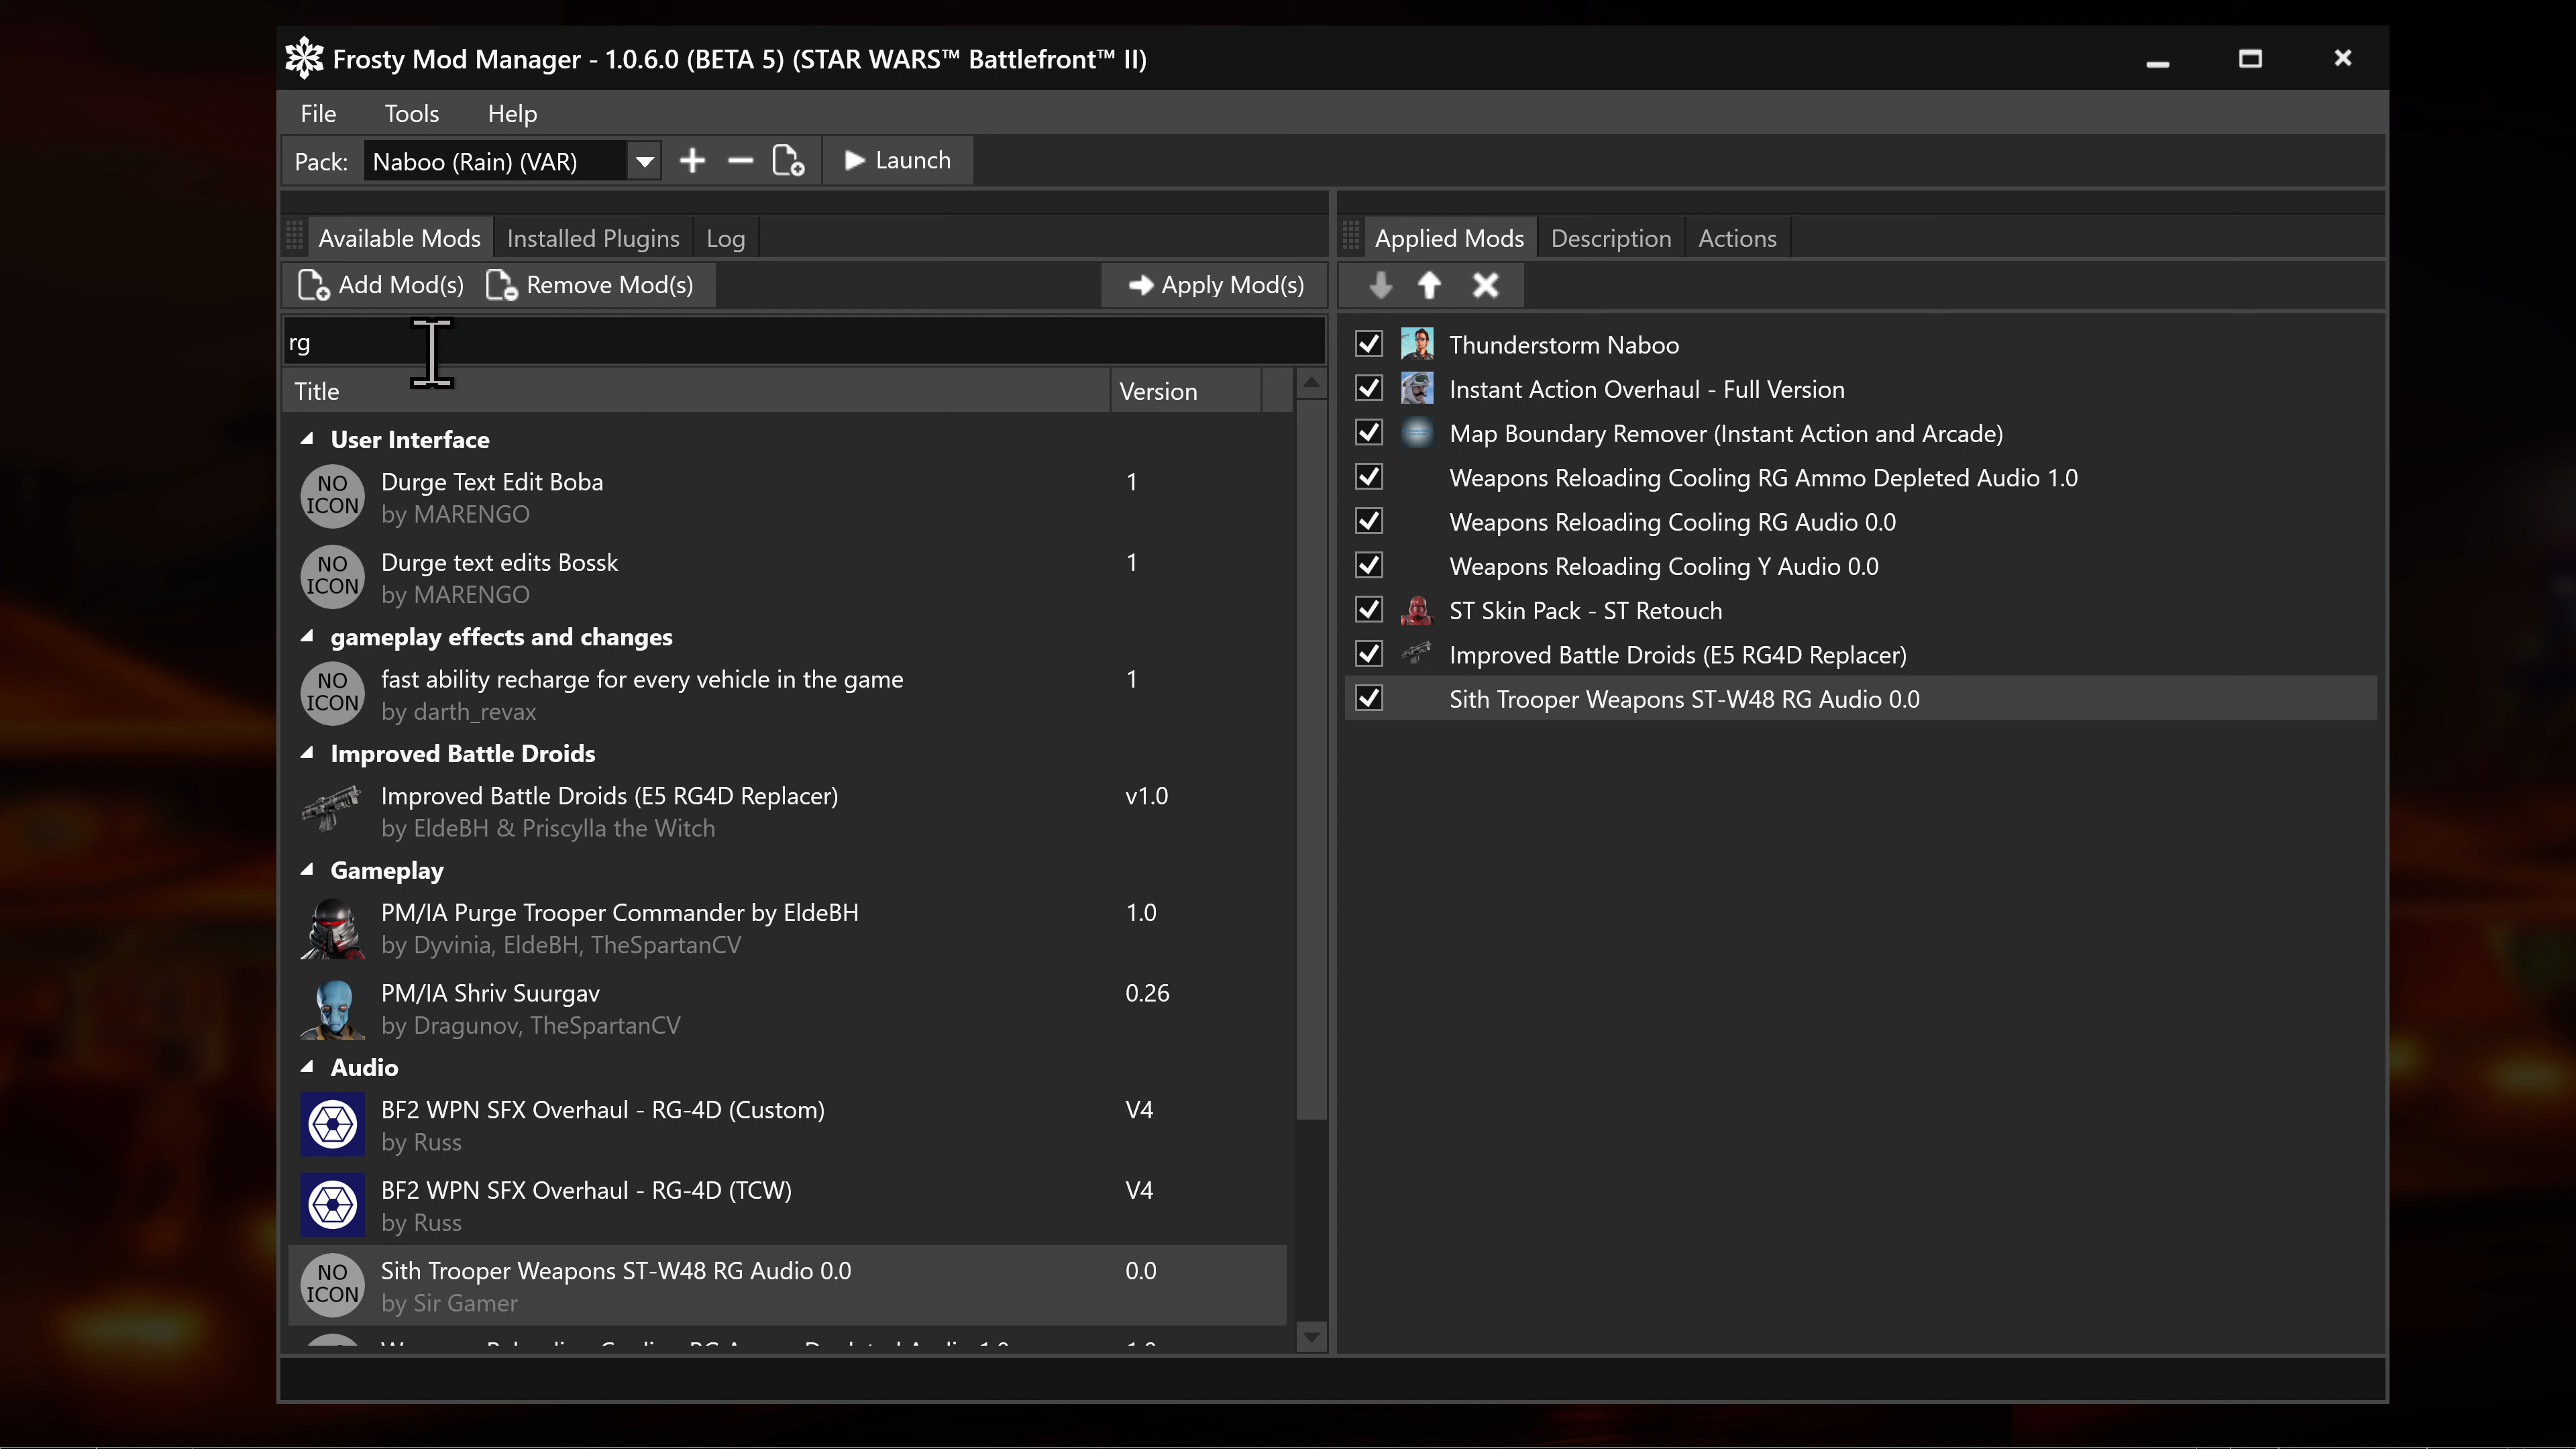 Frosty Mod Manager - 1.0.6.0 (BETA 5) (STAR WARS™ Battlefront™ II)
File Tools Help
Pack: Naboo (Rain) (VAR) Launch
Available Mods Installed Plugins Log
Add Mod(s) Remove Mod(s) Apply Mod(s)
rg
Title Version
User Interface
NO ICON Durge Text Edit Boba 1
by MARENGO
NO ICON Durge text edits Bossk 1
by MARENGO
gameplay effects and changes
NO ICON fast ability recharge for every vehicle in the game 1
by darth_revax
Improved Battle Droids
Improved Battle Droids (E5 RG4D Replacer) v1.0
by EldeBH & Priscylla the Witch
Gameplay
PM/IA Purge Trooper Commander by EldeBH 1.0
by Dyvinia, EldeBH, TheSpartanCV
PM/IA Shriv Suurgav 0.26
by Dragunov, TheSpartanCV
Audio
BF2 WPN SFX Overhaul - RG-4D (Custom) V4
by Russ
BF2 WPN SFX Overhaul - RG-4D (TCW) V4
by Russ
NO ICON Sith Trooper Weapons ST-W48 RG Audio 0.0 0.0
by Sir Gamer
Weapons Reloading Cooling RG Ammo Depleted Audio 1.0 1.0
Applied Mods Description Actions
Thunderstorm Naboo
Instant Action Overhaul - Full Version
Map Boundary Remover (Instant Action and Arcade)
Weapons Reloading Cooling RG Ammo Depleted Audio 1.0
Weapons Reloading Cooling RG Audio 0.0
Weapons Reloading Cooling Y Audio 0.0
ST Skin Pack - ST Retouch
Improved Battle Droids (E5 RG4D Replacer)
Sith Trooper Weapons ST-W48 RG Audio 0.0